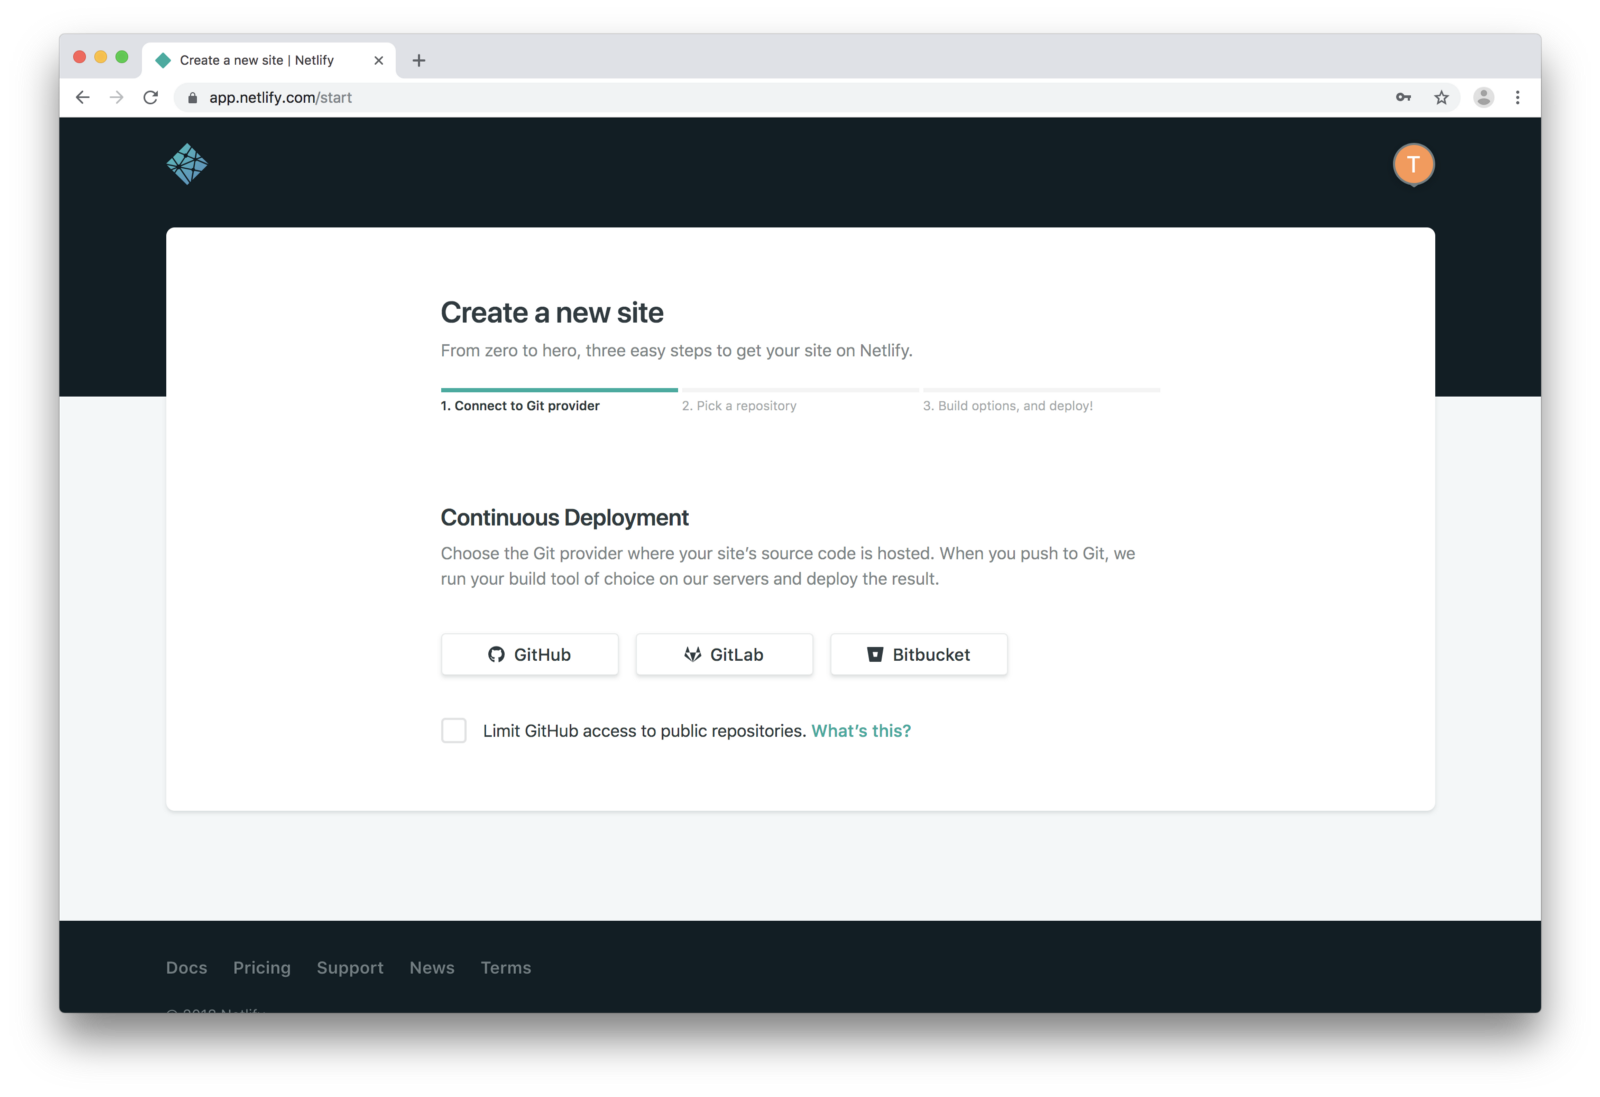 Create a new site | Netlify
app.netlify.com/start
T
Create a new site
From zero to hero, three easy steps to get your site on Netlify.
1. Connect to Git provider
2. Pick a repository
3. Build options, and deploy!
Continuous Deployment
Choose the Git provider where your site’s source code is hosted. When you push to Git, we
run your build tool of choice on our servers and deploy the result.
GitHub
GitLab
Bitbucket
Limit GitHub access to public repositories. What’s this?
Docs Pricing Support News Terms